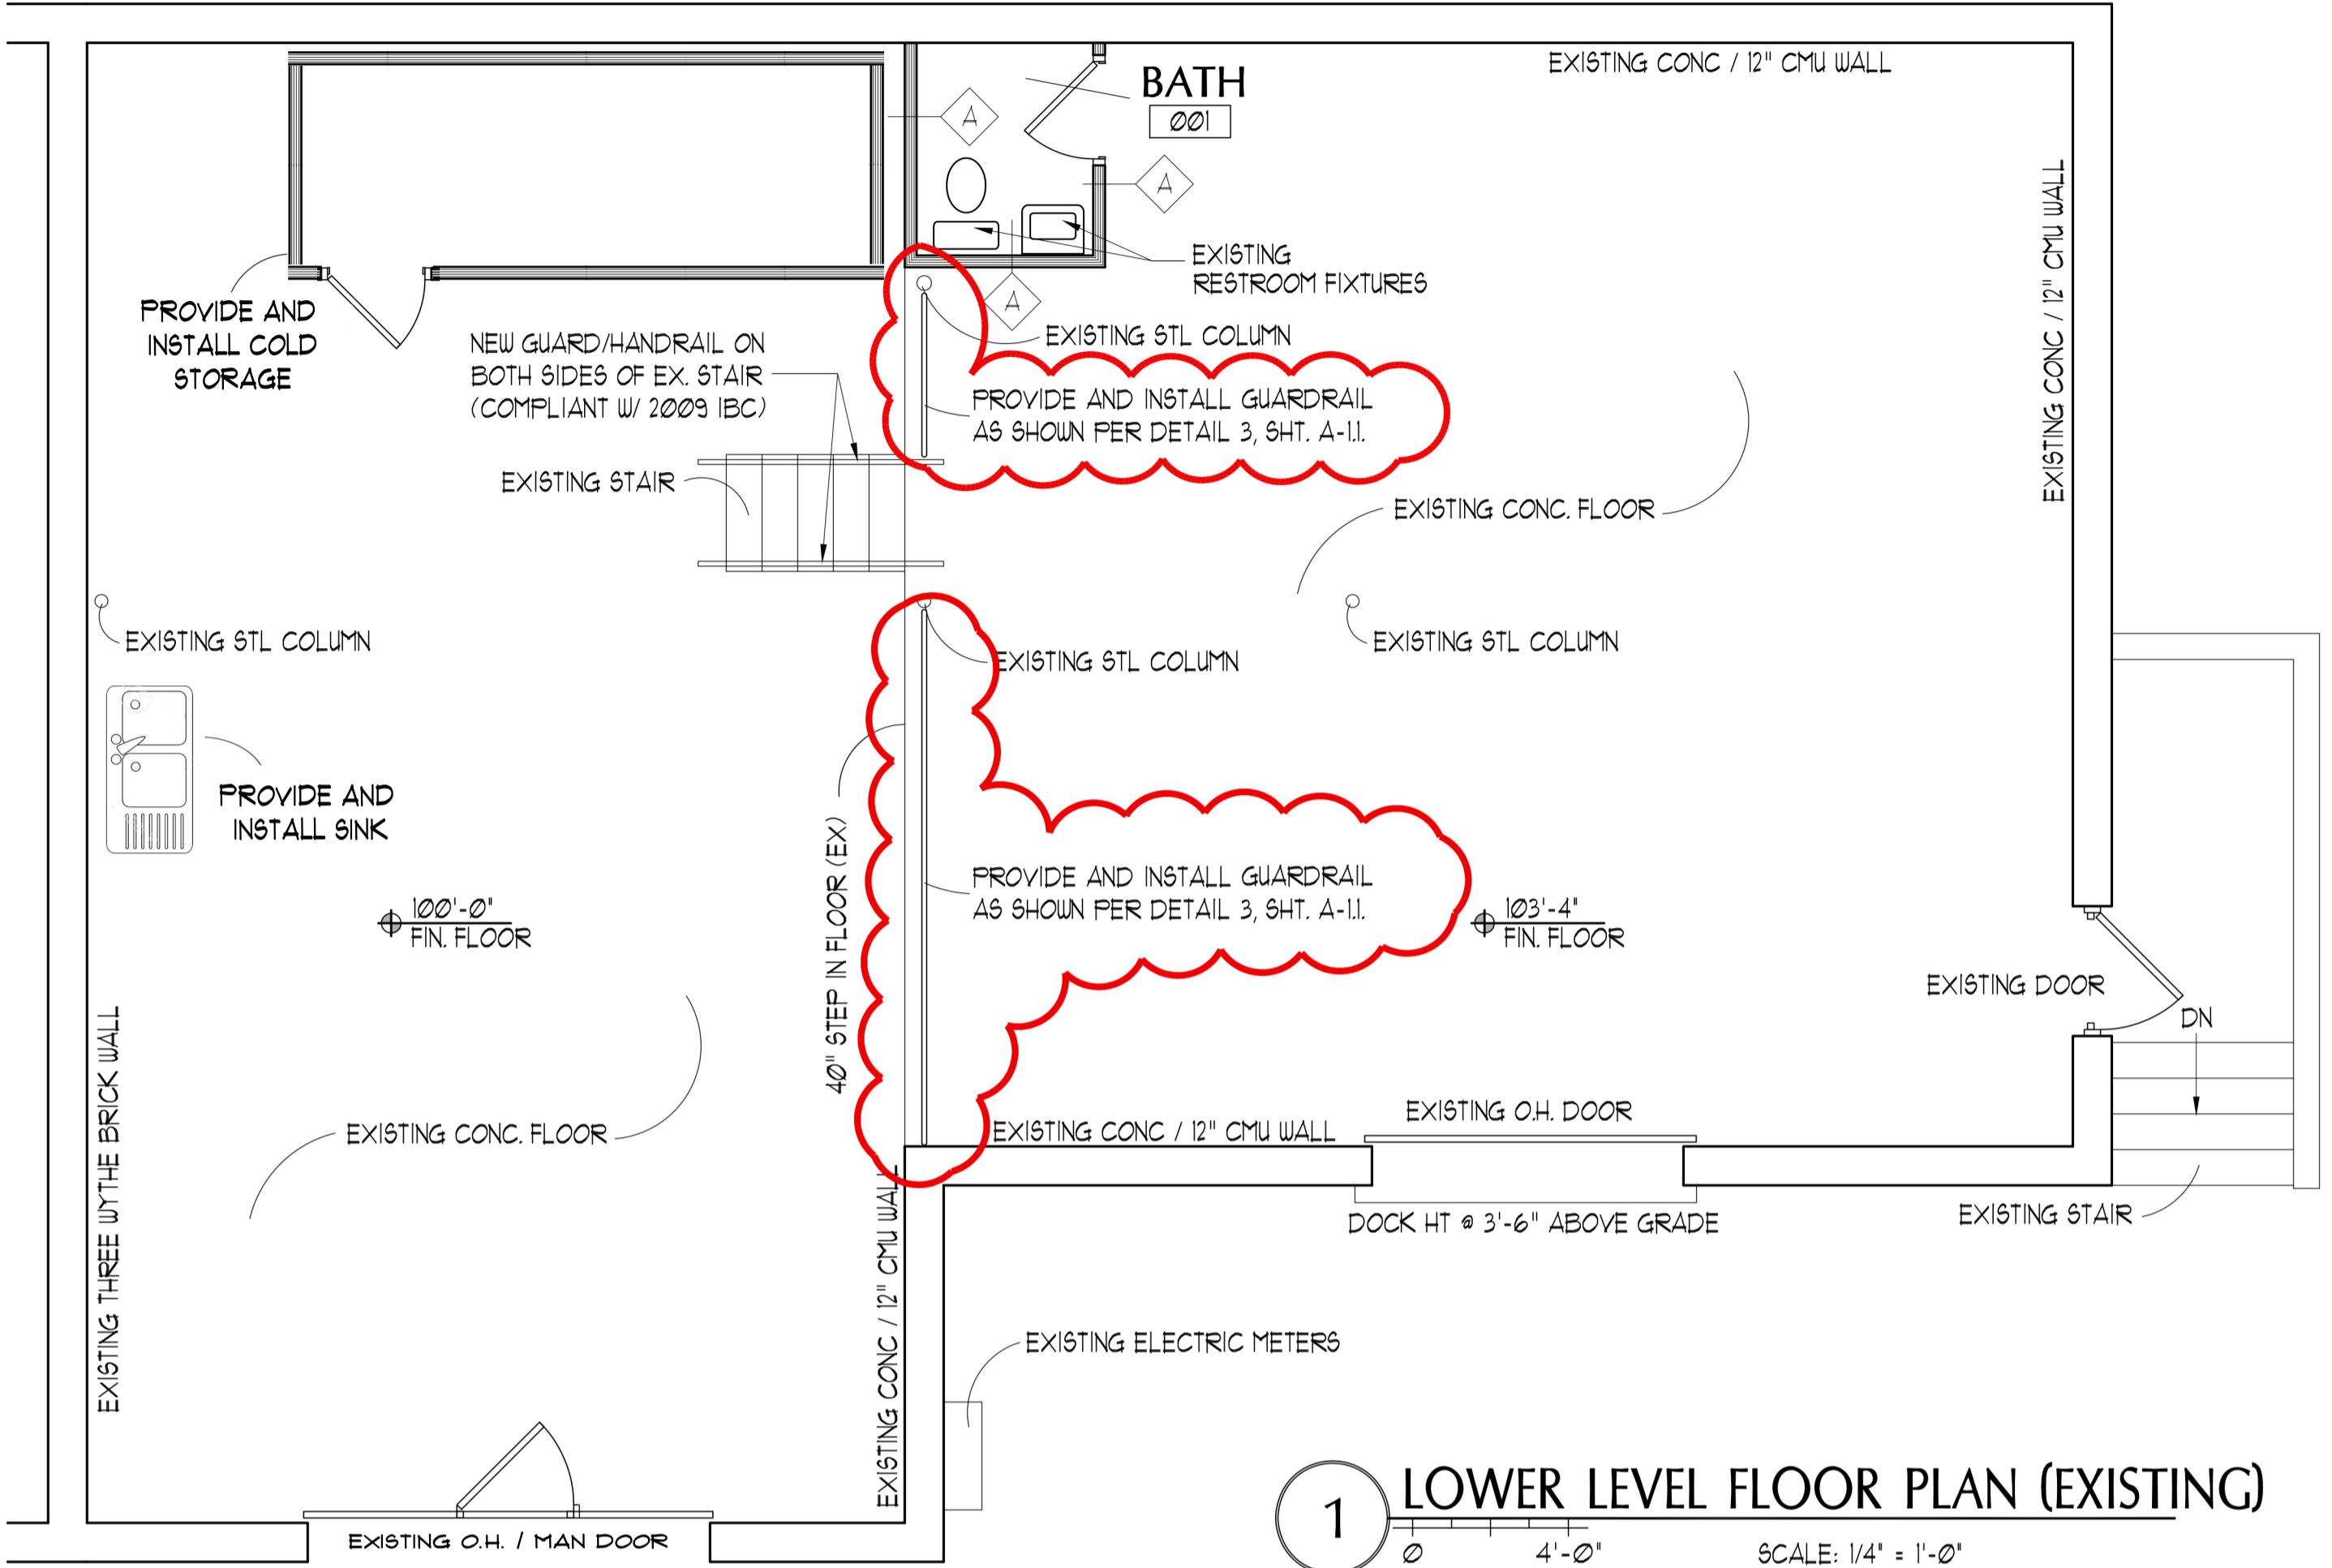 EXISTING CONC / 12" CMU WALL
BATH
001
A
A
A
EXISTING
RESTROOM FIXTURES
EXISTING CONC / 12" CMU WALL
PROVIDE AND
INSTALL COLD
STORAGE
NEW GUARD/HANDRAIL ON
BOTH SIDES OF EX. STAIR
(COMPLIANT W/ 2009 IBC)
EXISTING STL COLUMN
PROVIDE AND INSTALL GUARDRAIL
AS SHOWN PER DETAIL 3, SHT. A-1.1.
EXISTING STAIR
EXISTING CONC. FLOOR
EXISTING STL COLUMN
EXISTING STL COLUMN
EXISTING STL COLUMN
PROVIDE AND
INSTALL SINK
40" STEP IN FLOOR (EX)
PROVIDE AND INSTALL GUARDRAIL
AS SHOWN PER DETAIL 3, SHT. A-1.1.
100'-0"
FIN. FLOOR
103'-4"
FIN. FLOOR
EXISTING DOOR
DN
EXISTING THREE WYTHE BRICK WALL
EXISTING CONC. FLOOR
EXISTING CONC / 12" CMU WALL
EXISTING O.H. DOOR
EXISTING CONC / 12" CMU WALL
DOCK HT @ 3'-6" ABOVE GRADE
EXISTING STAIR
EXISTING ELECTRIC METERS
EXISTING O.H. / MAN DOOR
1
LOWER LEVEL FLOOR PLAN (EXISTING)
0
4'-0"
SCALE: 1/4" = 1'-0"